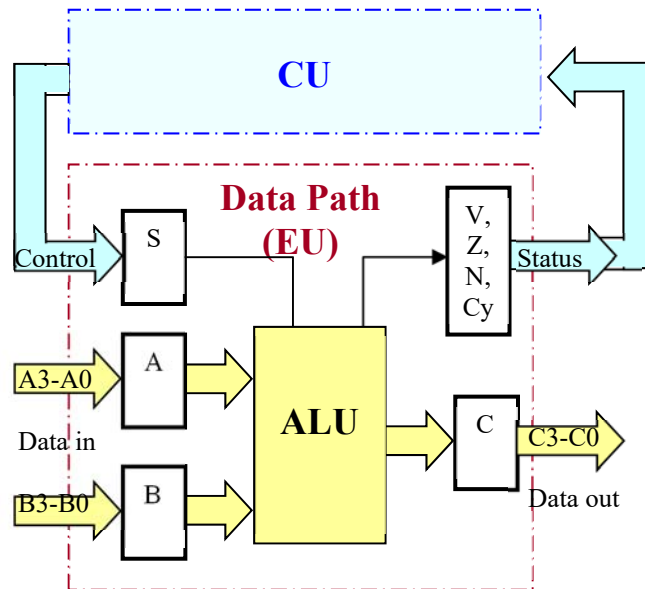 CU
Data Path
(EU)
S
V,
Z,
N,
Cy
Control
Status
A3-A0
A
ALU
C
C3-C0
Data in
B3-B0
B
Data out